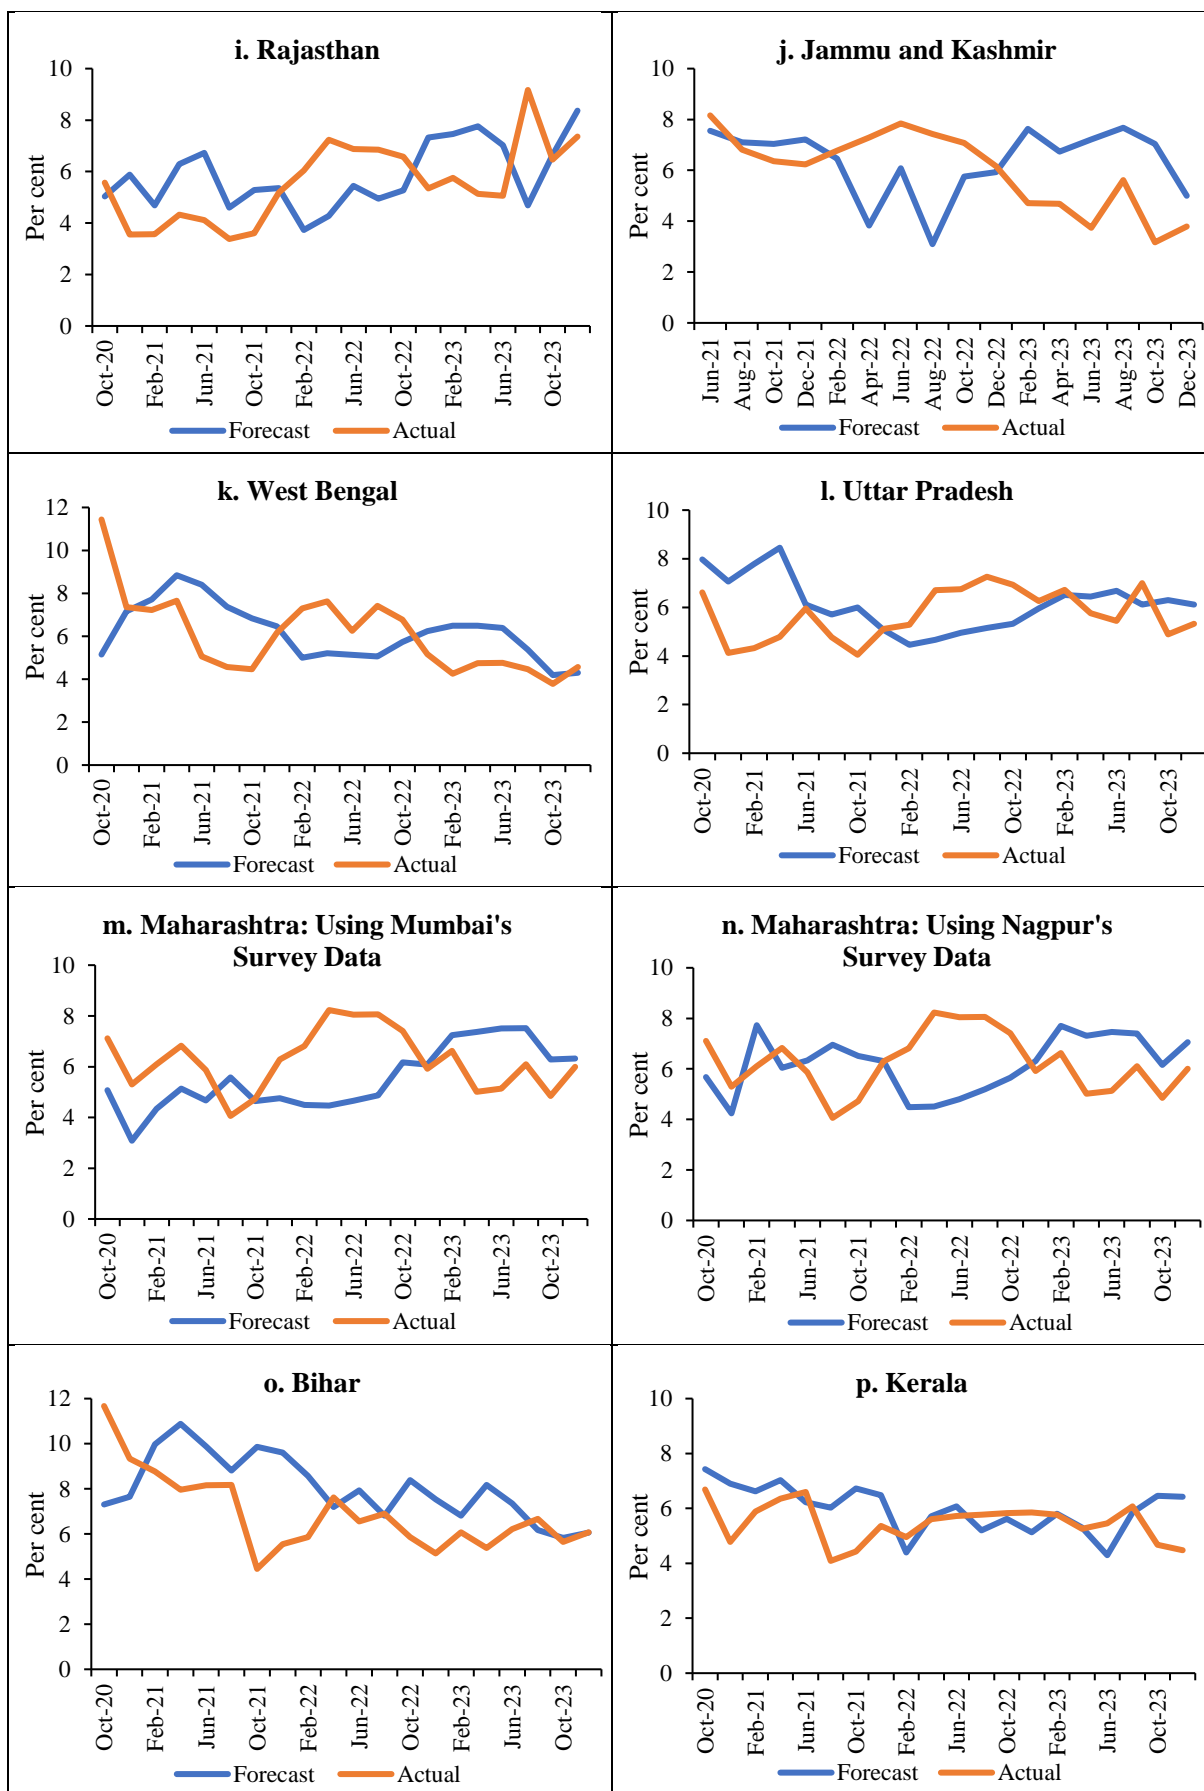 i. Rajasthan
Per cent
10
8
6
4
2
0
Oct-20
Feb-21
Jun-21
Oct-21
Feb-22
Jun-22
Oct-22
Feb-23
Jun-23
Oct-23
Forecast Actual
j. Jammu and Kashmir
Per cent
10
8
6
4
2
0
Jun-21
Aug-21
Oct-21
Dec-21
Feb-22
Apr-22
Jun-22
Aug-22
Oct-22
Dec-22
Feb-23
Apr-23
Jun-23
Aug-23
Oct-23
Dec-23
Forecast Actual
k. West Bengal
Per cent
12
10
8
6
4
2
0
Oct-20
Feb-21
Jun-21
Oct-21
Feb-22
Jun-22
Oct-22
Feb-23
Jun-23
Oct-23
Forecast Actual
l. Uttar Pradesh
Per cent
10
8
6
4
2
0
Oct-20
Feb-21
Jun-21
Oct-21
Feb-22
Jun-22
Oct-22
Feb-23
Jun-23
Oct-23
Forecast Actual
m. Maharashtra: Using Mumbai's
Survey Data
Per cent
10
8
6
4
2
0
Oct-20
Feb-21
Jun-21
Oct-21
Feb-22
Jun-22
Oct-22
Feb-23
Jun-23
Oct-23
Forecast Actual
n. Maharashtra: Using Nagpur's
Survey Data
Per cent
10
8
6
4
2
0
Oct-20
Feb-21
Jun-21
Oct-21
Feb-22
Jun-22
Oct-22
Feb-23
Jun-23
Oct-23
Forecast Actual
o. Bihar
Per cent
12
10
8
6
4
2
0
Oct-20
Feb-21
Jun-21
Oct-21
Feb-22
Jun-22
Oct-22
Feb-23
Jun-23
Oct-23
Forecast Actual
p. Kerala
Per cent
10
8
6
4
2
0
Oct-20
Feb-21
Jun-21
Oct-21
Feb-22
Jun-22
Oct-22
Feb-23
Jun-23
Oct-23
Forecast Actual